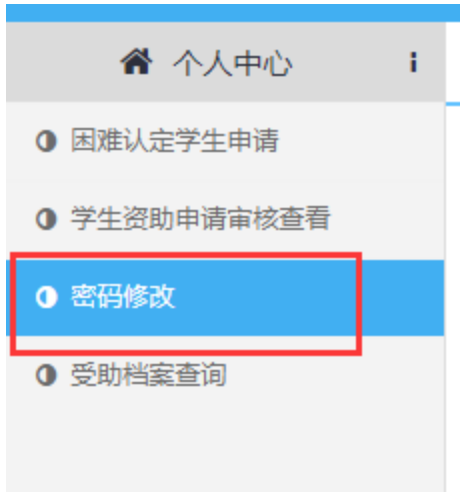 个人中心
困难认定学生申请
学生资助申请审核查看
密码修改
受助档案查询